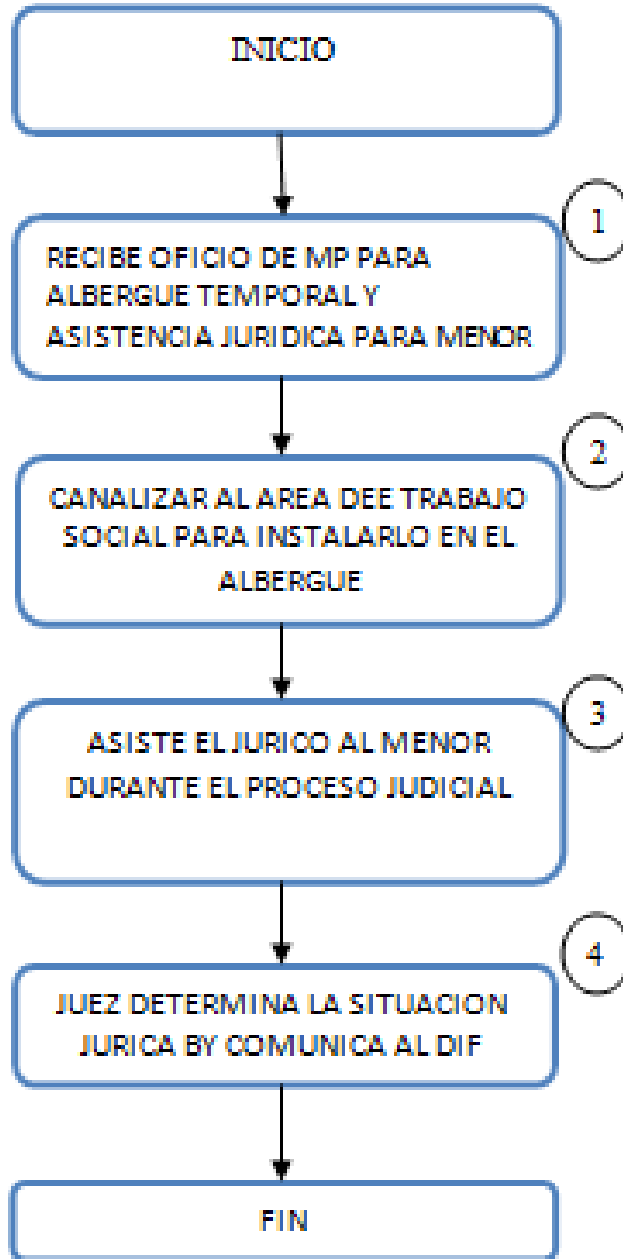 INICIO
1
RECIBE OFICIO DE MP PARA
ALBERGUE TEMPORAL Y
ASISTENCIA JURIDICA PARA MENOR
2
CANALIZAR AL AREA DEE TRABAJO
SOCIAL PARA INSTALARLO EN EL
ALBERGUE
3
ASISTE EL JURICO AL MENOR
DURANTE EL PROCESO JUDICIAL
4
JUEZ DETERMINA LA SITUACION
JURICA BY COMUNICA AL DIF
FIN